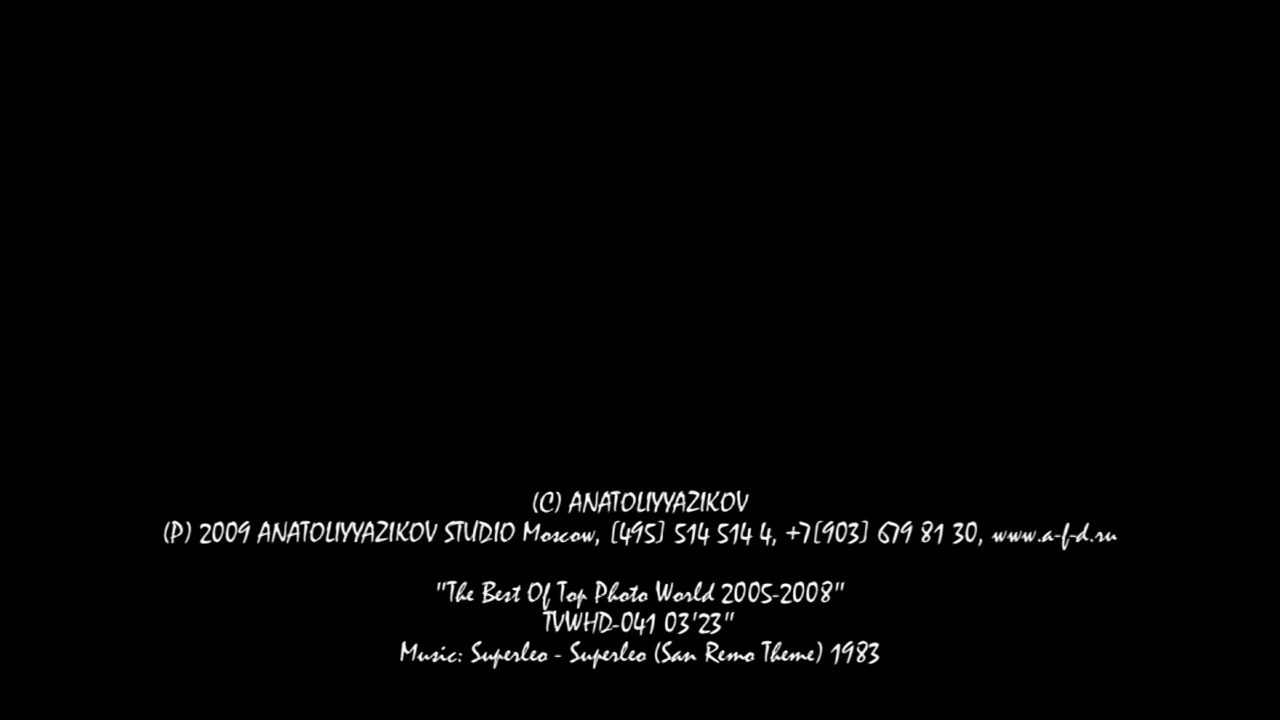 (C) ANATOLIYYAZIKOV
(P) 2009 ANATOLIYYAZIKOV STUDIO Moscow, [495] 514 514 4, +7[903] 679 81 30, www.a-f-d.ru
"The Best Of Top Photo World 2005-2008"
TVWHD-041 03'23"
Music: Superleo - Superleo (San Remo Theme) 1983